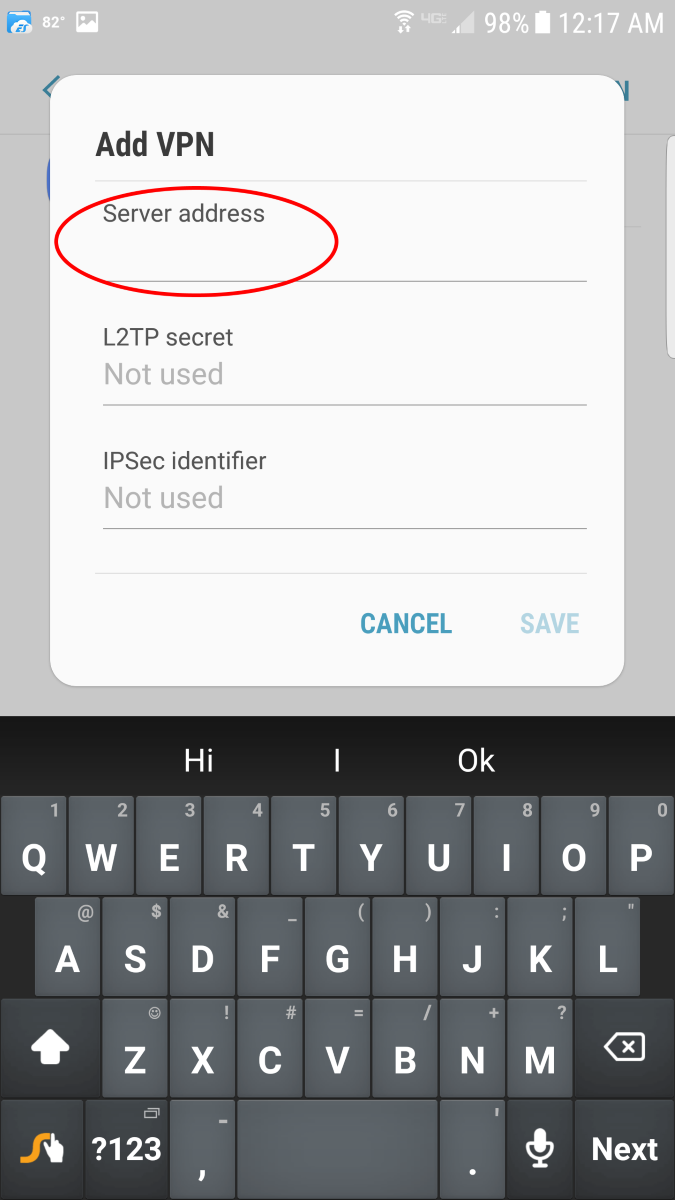 82° 4G 98% 12:17 AM
N
Add VPN
Server address
L2TP secret
Not used
IPSec identifier
Not used
CANCEL SAVE
Hi I Ok
1 2 3 4 5 6 7 8 9 0
Q W E R T Y U I O P
@ $ & _ ( ) : ; "
A S D F G H J K L
! # = / + ?
Z X C V B N M
- '
?123 , . Next